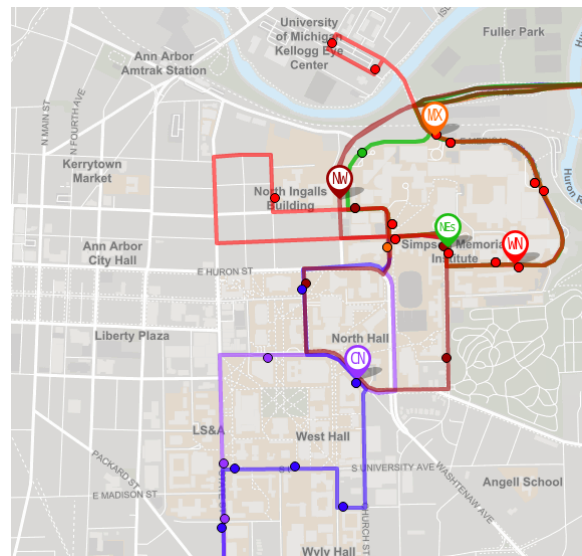 University
of Michigan
Kellogg Eye
Center
Fuller Park
Ann Arbor
Amtrak Station
N MAIN ST
N FOURTH AVE
MX
Kerrytown
Market
Huron R
NW
North Ingalls
Building
NEs
WN
Simpson Memorial
Institute
Ann Arbor
City Hall
E HURON ST
Liberty Plaza
North Hall
CN
LS&A
West Hall
S UNIVERSITY AVE
PACKARD ST
E MADISON ST
WASHTENAW AVE
Angell School
CHURCH ST
Wyly Hall